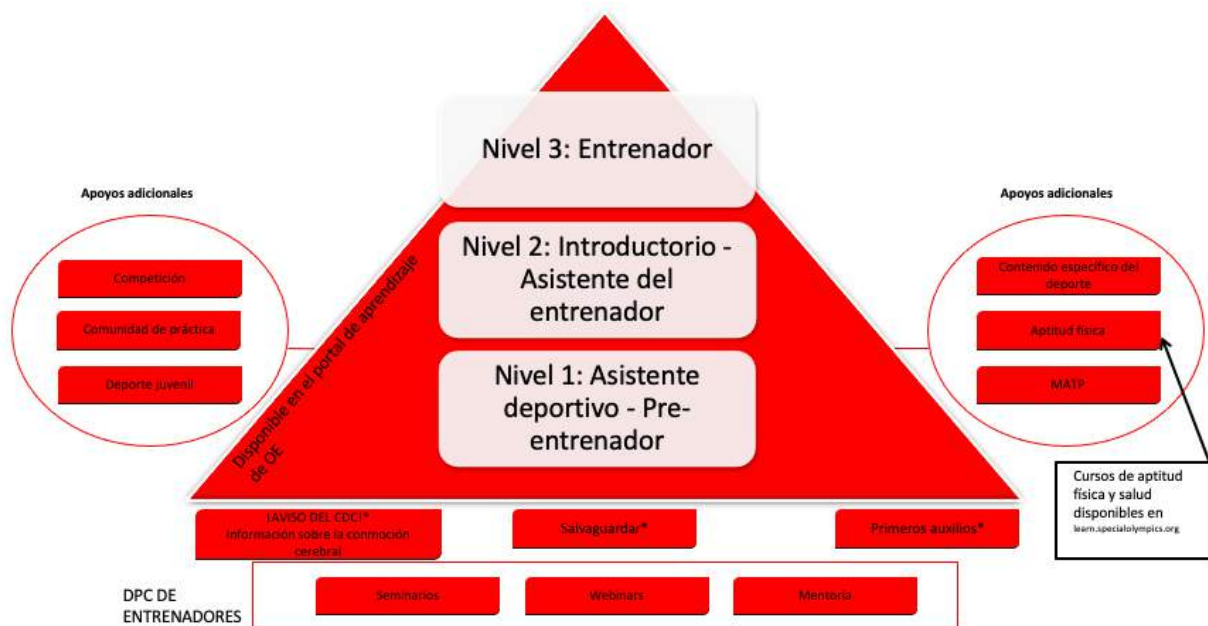 Nivel 3: Entrenador
Nivel 2: Introductorio -
Asistente del
entrenador
Nivel 1: Asistente
deportivo - Pre-
entrenador
Disponible en el portal de aprendizaje
de OE
Apoyos adicionales
Competición
Comunidad de práctica
Deporte juvenil
Apoyos adicionales
Contenido específico del
deporte
Aptitud física
MATP
Cursos de aptitud
física y salud
disponibles en
learn.specialolympics.org
¡AVISO DEL CDC!*
Información sobre la conmoción
cerebral
Salvaguardar*
Primeros auxilios*
DPC DE
ENTRENADORES
Seminarios
Webinars
Mentoría